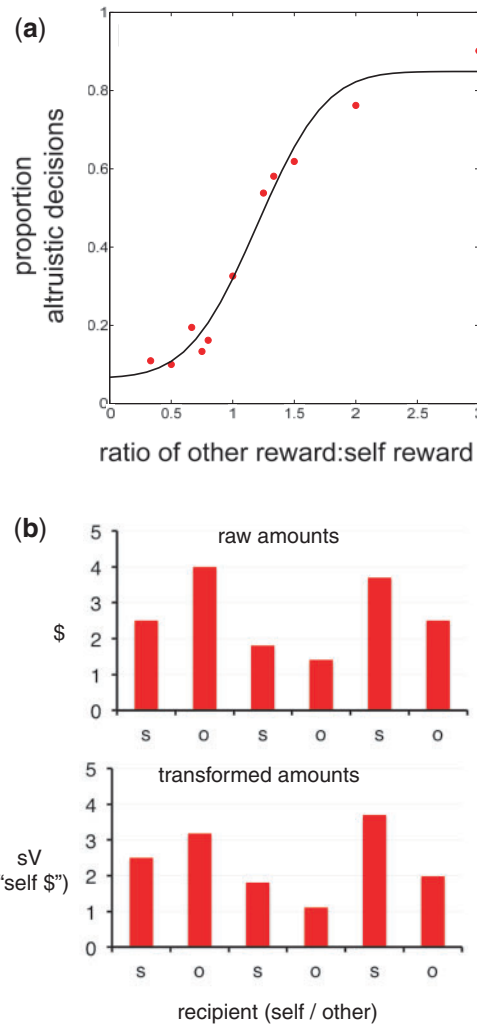 (a)
1
0.8
0.6
0.4
0.2
0
proportion
altruistic decisions
0 0.5 1 1.5 2 2.5 3
ratio of other reward:self reward
(b)
raw amounts
5
4
3
2
1
0
$
s o s o s o
transformed amounts
5
4
3
2
1
0
sV
‘self $”)
s o s o s o
recipient (self / other)